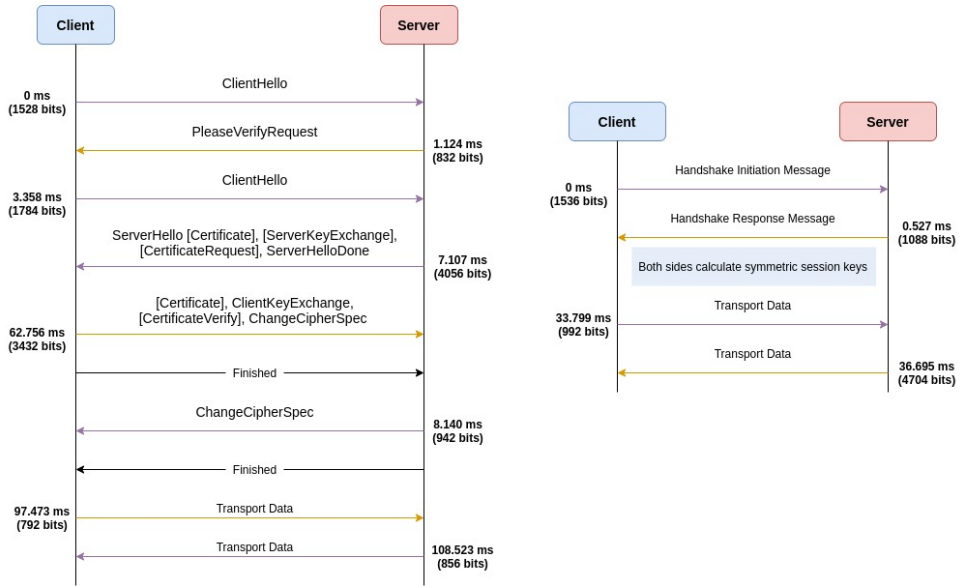 Client
Server
ClientHello
0 ms
(1528 bits)
PleaseVerifyRequest
1.124 ms
(832 bits)
ClientHello
3.358 ms
(1784 bits)
ServerHello [Certificate], [ServerKeyExchange],
[CertificateRequest], ServerHelloDone
7.107 ms
(4056 bits)
[Certificate], ClientKeyExchange,
[CertificateVerify], ChangeCipherSpec
62.756 ms
(3432 bits)
Finished
ChangeCipherSpec
8.140 ms
(942 bits)
Finished
97.473 ms
(792 bits)
Transport Data
Transport Data
108.523 ms
(856 bits)
Client
Server
Handshake Initiation Message
0 ms
(1536 bits)
Handshake Response Message
0.527 ms
(1088 bits)
Both sides calculate symmetric session keys
Transport Data
33.799 ms
(992 bits)
Transport Data
36.695 ms
(4704 bits)